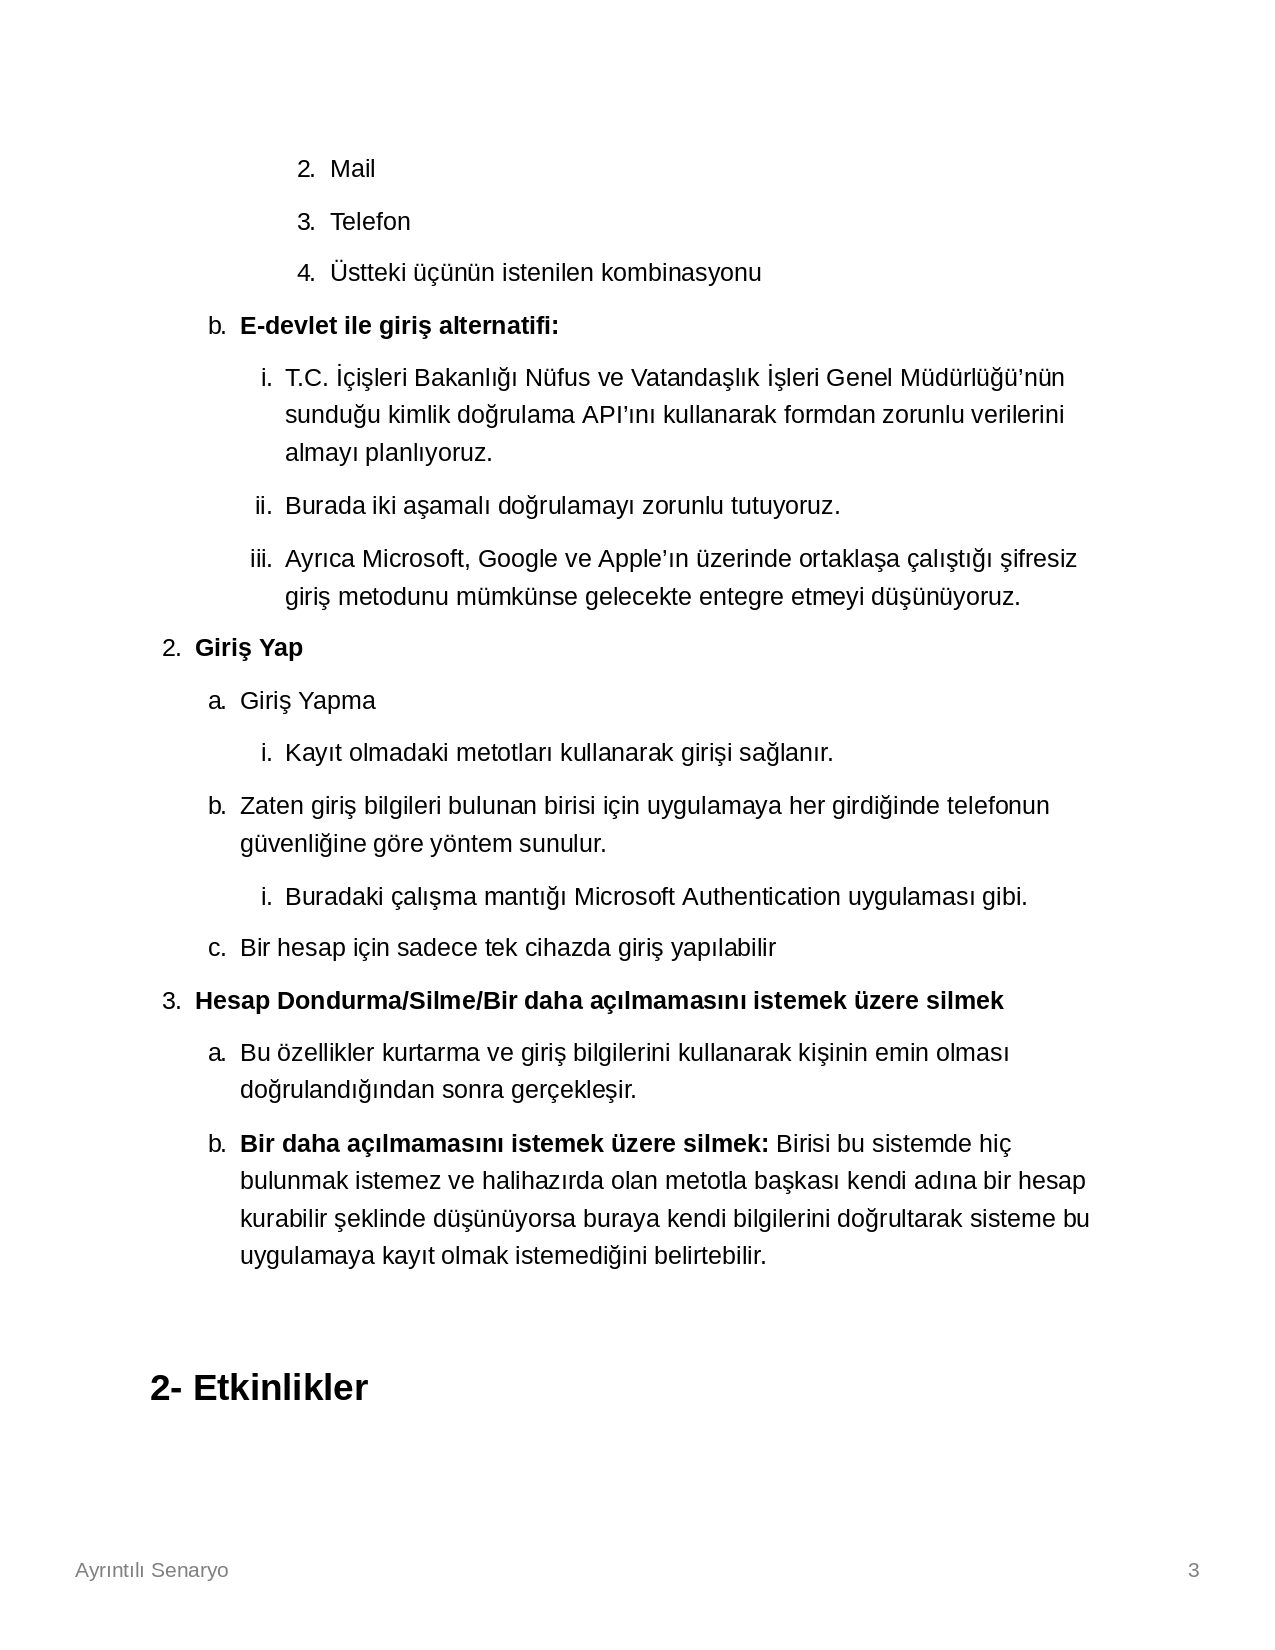 2. Mail
3. Telefon
4. Üstteki üçünün istenilen kombinasyonu
b. E-devlet ile giriş alternatifi:
i. T.C. İçişleri Bakanlığı Nüfus ve Vatandaşlık İşleri Genel Müdürlüğü’nün
sunduğu kimlik doğrulama API’ını kullanarak formdan zorunlu verilerini
almayı planlıyoruz.
ii. Burada iki aşamalı doğrulamayı zorunlu tutuyoruz.
iii. Ayrıca Microsoft, Google ve Apple’ın üzerinde ortaklaşa çalıştığı şifresiz
giriş metodunu mümkünse gelecekte entegre etmeyi düşünüyoruz.
2. Giriş Yap
a. Giriş Yapma
i. Kayıt olmadaki metotları kullanarak girişi sağlanır.
b. Zaten giriş bilgileri bulunan birisi için uygulamaya her girdiğinde telefonun
güvenliğine göre yöntem sunulur.
i. Buradaki çalışma mantığı Microsoft Authentication uygulaması gibi.
c. Bir hesap için sadece tek cihazda giriş yapılabilir
3. Hesap Dondurma/Silme/Bir daha açılmamasını istemek üzere silmek
a. Bu özellikler kurtarma ve giriş bilgilerini kullanarak kişinin emin olması
doğrulandığından sonra gerçekleşir.
b. Bir daha açılmamasını istemek üzere silmek: Birisi bu sistemde hiç
bulunmak istemez ve halihazırda olan metotla başkası kendi adına bir hesap
kurabilir şeklinde düşünüyorsa buraya kendi bilgilerini doğrultarak sisteme bu
uygulamaya kayıt olmak istemediğini belirtebilir.
2- Etkinlikler
Ayrıntılı Senaryo 3